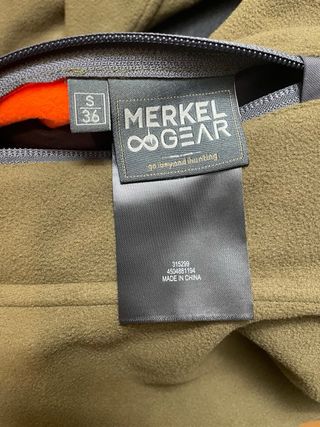 S
36
MERKEL
GEAR
go beyond hunting
315299
4504881194
MADE IN CHINA